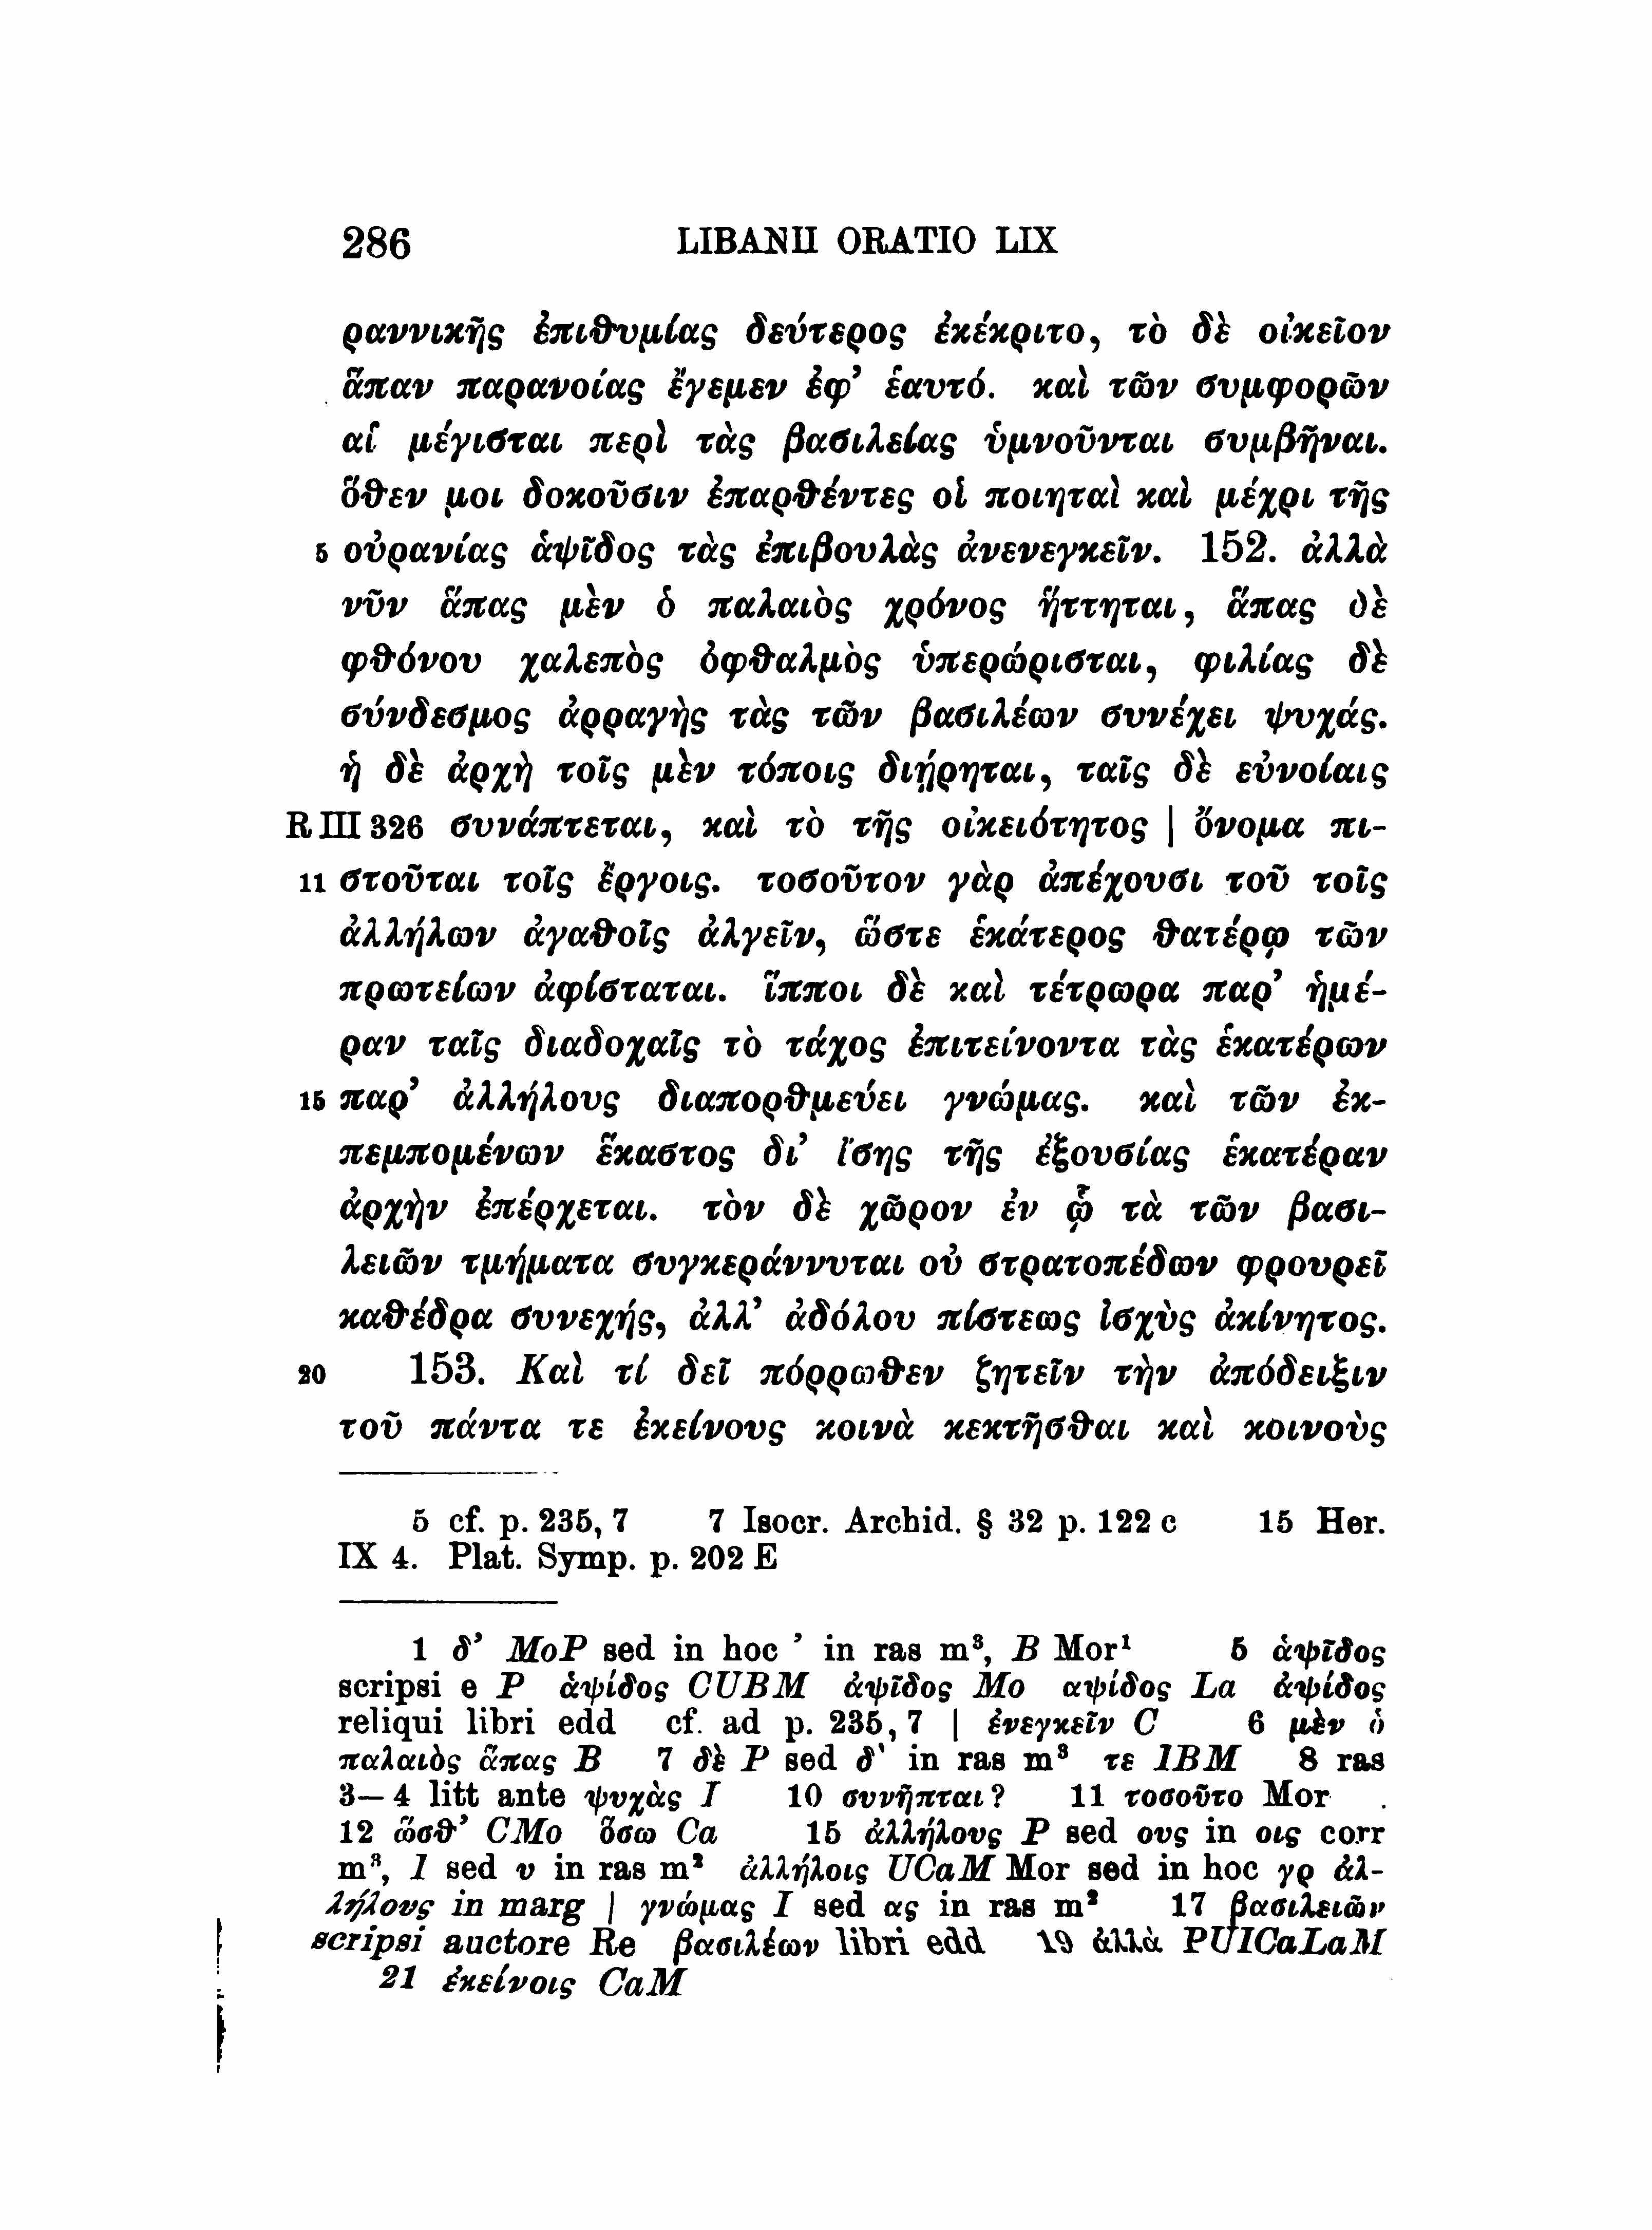 286 LIBANII ORATIO LIX
ραννικῆς ἐπιθυμίας δεύτερος ἐκέκριτο, τὸ δὲ οἰκεῖον
ἅπαν παρανοίας ἔγεμεν ἐφ’ ἑαυτό. καὶ τῶν συμφορῶν
αἱ μέγισται περὶ τὰς βασιλείας ὑμνοῦνται συμβῆναι.
ὅθεν μοι δοκοῦσιν ἐπαρθέντες οἱ ποιηταὶ καὶ μέχρι τῆς
5 οὐρανίας ἁψῖδος τὰς ἐπιβουλὰς ἀνενεγκεῖν. 152. ἀλλὰ
νῦν ἅπας μὲν ὁ παλαιὸς χρόνος ἥττηται, ἅπας δὲ
φθόνου χαλεπὸς ὀφθαλμὸς ὑπερώρισται, φιλίας δὲ
σύνδεσμος ἀρραγὴς τὰς τῶν βασιλέων συνέχει ψυχάς.
ἡ δὲ ἀρχὴ τοῖς μὲν τόποις διῄρηται, ταῖς δὲ εὐνοίαις
R III 326 συνάπτεται, καὶ τὸ τῆς οἰκειότητος | ὄνομα πι-
11 στοῦται τοῖς ἔργοις. τοσοῦτον γὰρ ἀπέχουσι τοῦ τοῖς
ἀλλήλων ἀγαθοῖς ἀλγεῖν, ὥστε ἑκάτερος θατέρῳ τῶν
πρωτείων ἀφίσταται. ἵπποι δὲ καὶ τέτρωρα παρ’ ἡμέ-
ραν ταῖς διαδοχαῖς τὸ τάχος ἐπιτείνοντα τὰς ἑκατέρων
15 παρ’ ἀλλήλους διαπορθμεύει γνώμας. καὶ τῶν ἐκ-
πεμπομένων ἕκαστος δι’ ἴσης τῆς ἐξουσίας ἑκατέραν
ἀρχὴν ἐπέρχεται. τὸν δὲ χῶρον ἐν ᾧ τὰ τῶν βασι-
λειῶν τμήματα συγκεράννυται οὐ στρατοπέδων φρουρεῖ
καθέδρα συνεχής, ἀλλ’ ἀδόλου πίστεως ἰσχὺς ἀκίνητος.
20 153. Καὶ τί δεῖ πόρρωθεν ζητεῖν τὴν ἀπόδειξιν
τοῦ πάντα τε ἐκείνους κοινὰ κεκτῆσθαι καὶ κοινοὺς
5 cf. p. 235, 7 7 Isocr. Archid. § 32 p. 122 c 15 Her.
IX 4. Plat. Symp. p. 202 E
1 δ’ MoP sed in hoc ’ in ras m³, B Mor¹ 5 ἁψῖδος
scripsi e P ἁψίδος CUBM ἀψῖδος Mo αψίδος La ἀψίδος
reliqui libri edd cf. ad p. 235, 7 | ἐνεγκεῖν C 6 μὲν ὁ
παλαιὸς ἅπας B 7 δὲ P sed δ‵ in ras m³ τε IBM 8 ras
3—4 litt ante ψυχὰς I 10 συνῆπται? 11 τοσοῦτο Mor
12 ὥσθ’ CMo ὅσω Ca 15 ἀλλήλους P sed ους in οις corr
m³, I sed υ in ras m² ἀλλήλοις UCaM Mor sed in hoc γρ ἀλ-
λήλους in marg | γνώμας I sed ας in ras m² 17 βασιλειῶν
scripsi auctore Re βασιλέων libri edd 19 ἀλλὰ PUICaLaM
21 ἐκείνοις CaM